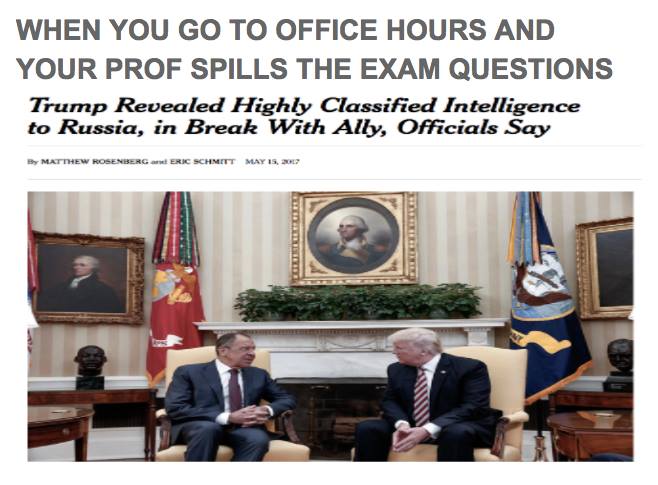 WHEN YOU GO TO OFFICE HOURS AND
YOUR PROF SPILLS THE EXAM QUESTIONS
Trump Revealed Highly Classified Intelligence
to Russia, in Break With Ally, Officials Say
By MATTHEW ROSENBERG and ERIC SCHMITT MAY 15, 2017